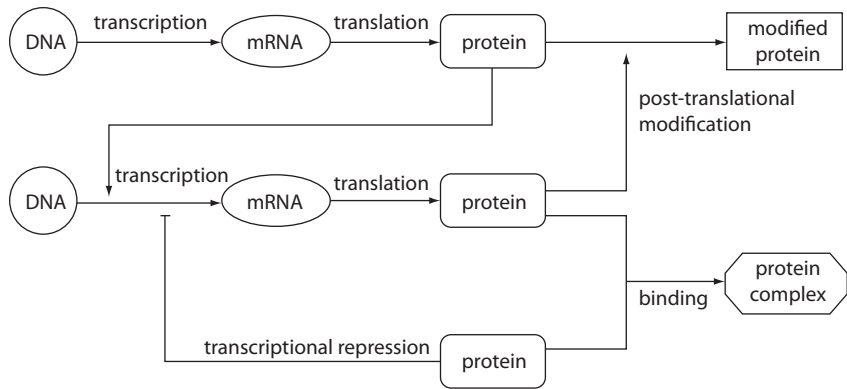 DNA
transcription
mRNA
translation
protein
modified
protein
post-translational
modification
DNA
transcription
mRNA
translation
protein
binding
protein
complex
transcriptional repression
protein